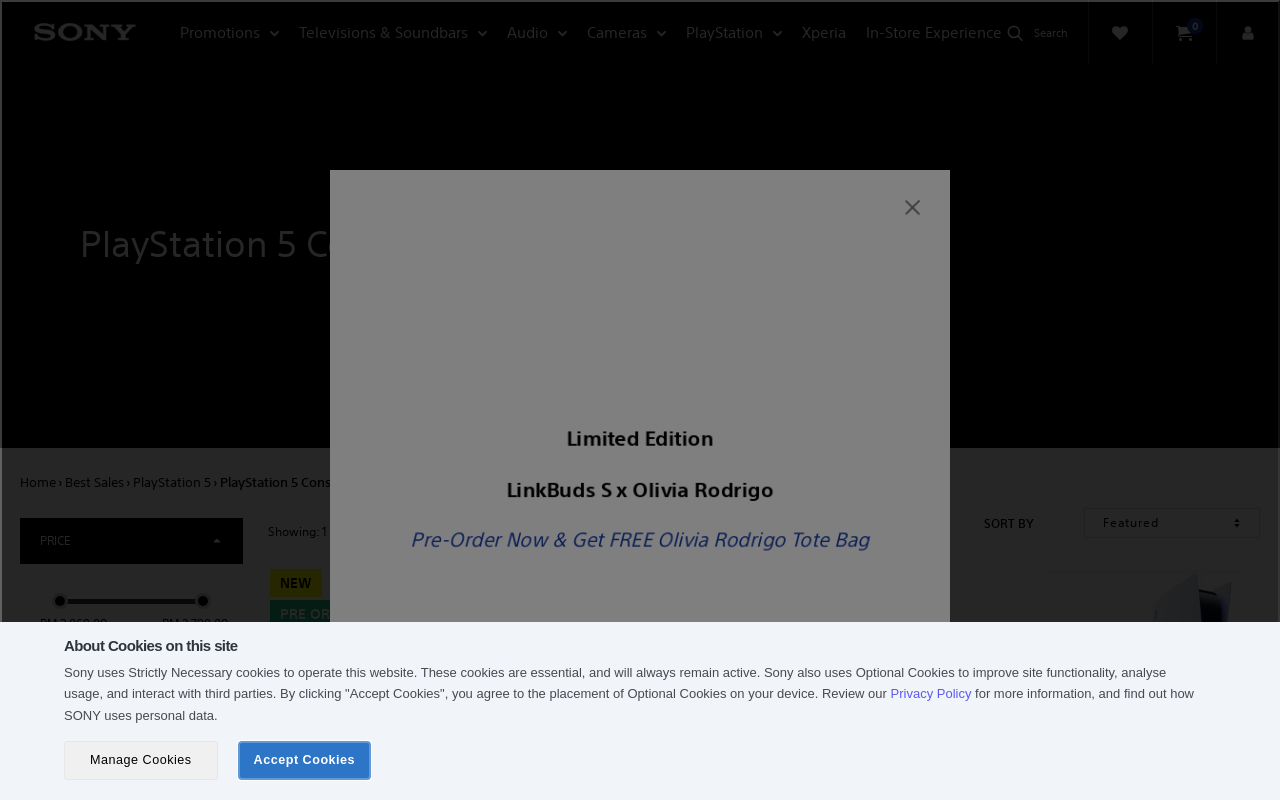 SONY
Promotions
Televisions & Soundbars
Audio
Cameras
PlayStation
Xperia
In-Store Experience
Search
0
PlayStation 5 C
Limited Edition
LinkBuds S x Olivia Rodrigo
Pre-Order Now & Get FREE Olivia Rodrigo Tote Bag
Home › Best Sales › PlayStation 5 › PlayStation 5 Cons
PRICE
Showing: 1
SORT BY
Featured
NEW
PRE OR
About Cookies on this site
Sony uses Strictly Necessary cookies to operate this website. These cookies are essential, and will always remain active. Sony also uses Optional Cookies to improve site functionality, analyse
usage, and interact with third parties. By clicking "Accept Cookies", you agree to the placement of Optional Cookies on your device. Review our Privacy Policy for more information, and find out how
SONY uses personal data.
Manage Cookies
Accept Cookies